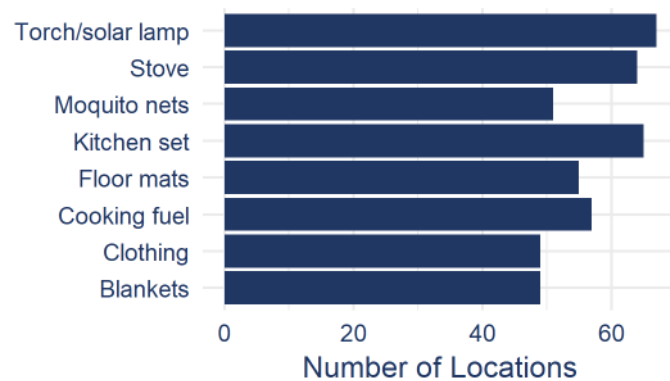 Torch/solar lamp
Stove
Moquito nets
Kitchen set
Floor mats
Cooking fuel
Clothing
Blankets
0 20 40 60
Number of Locations